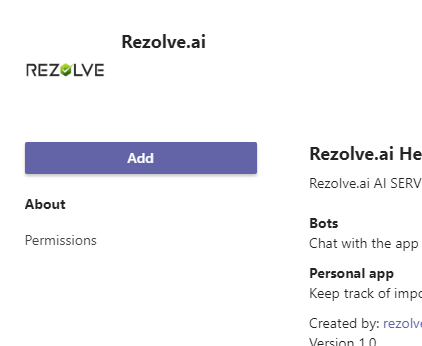 Rezolve.ai
REZOLVE
Add
About
Permissions
Rezolve.ai He
Rezolve.ai AI SERV
Bots
Chat with the app
Personal app
Keep track of impo
Created by: rezolve
Version 1.0